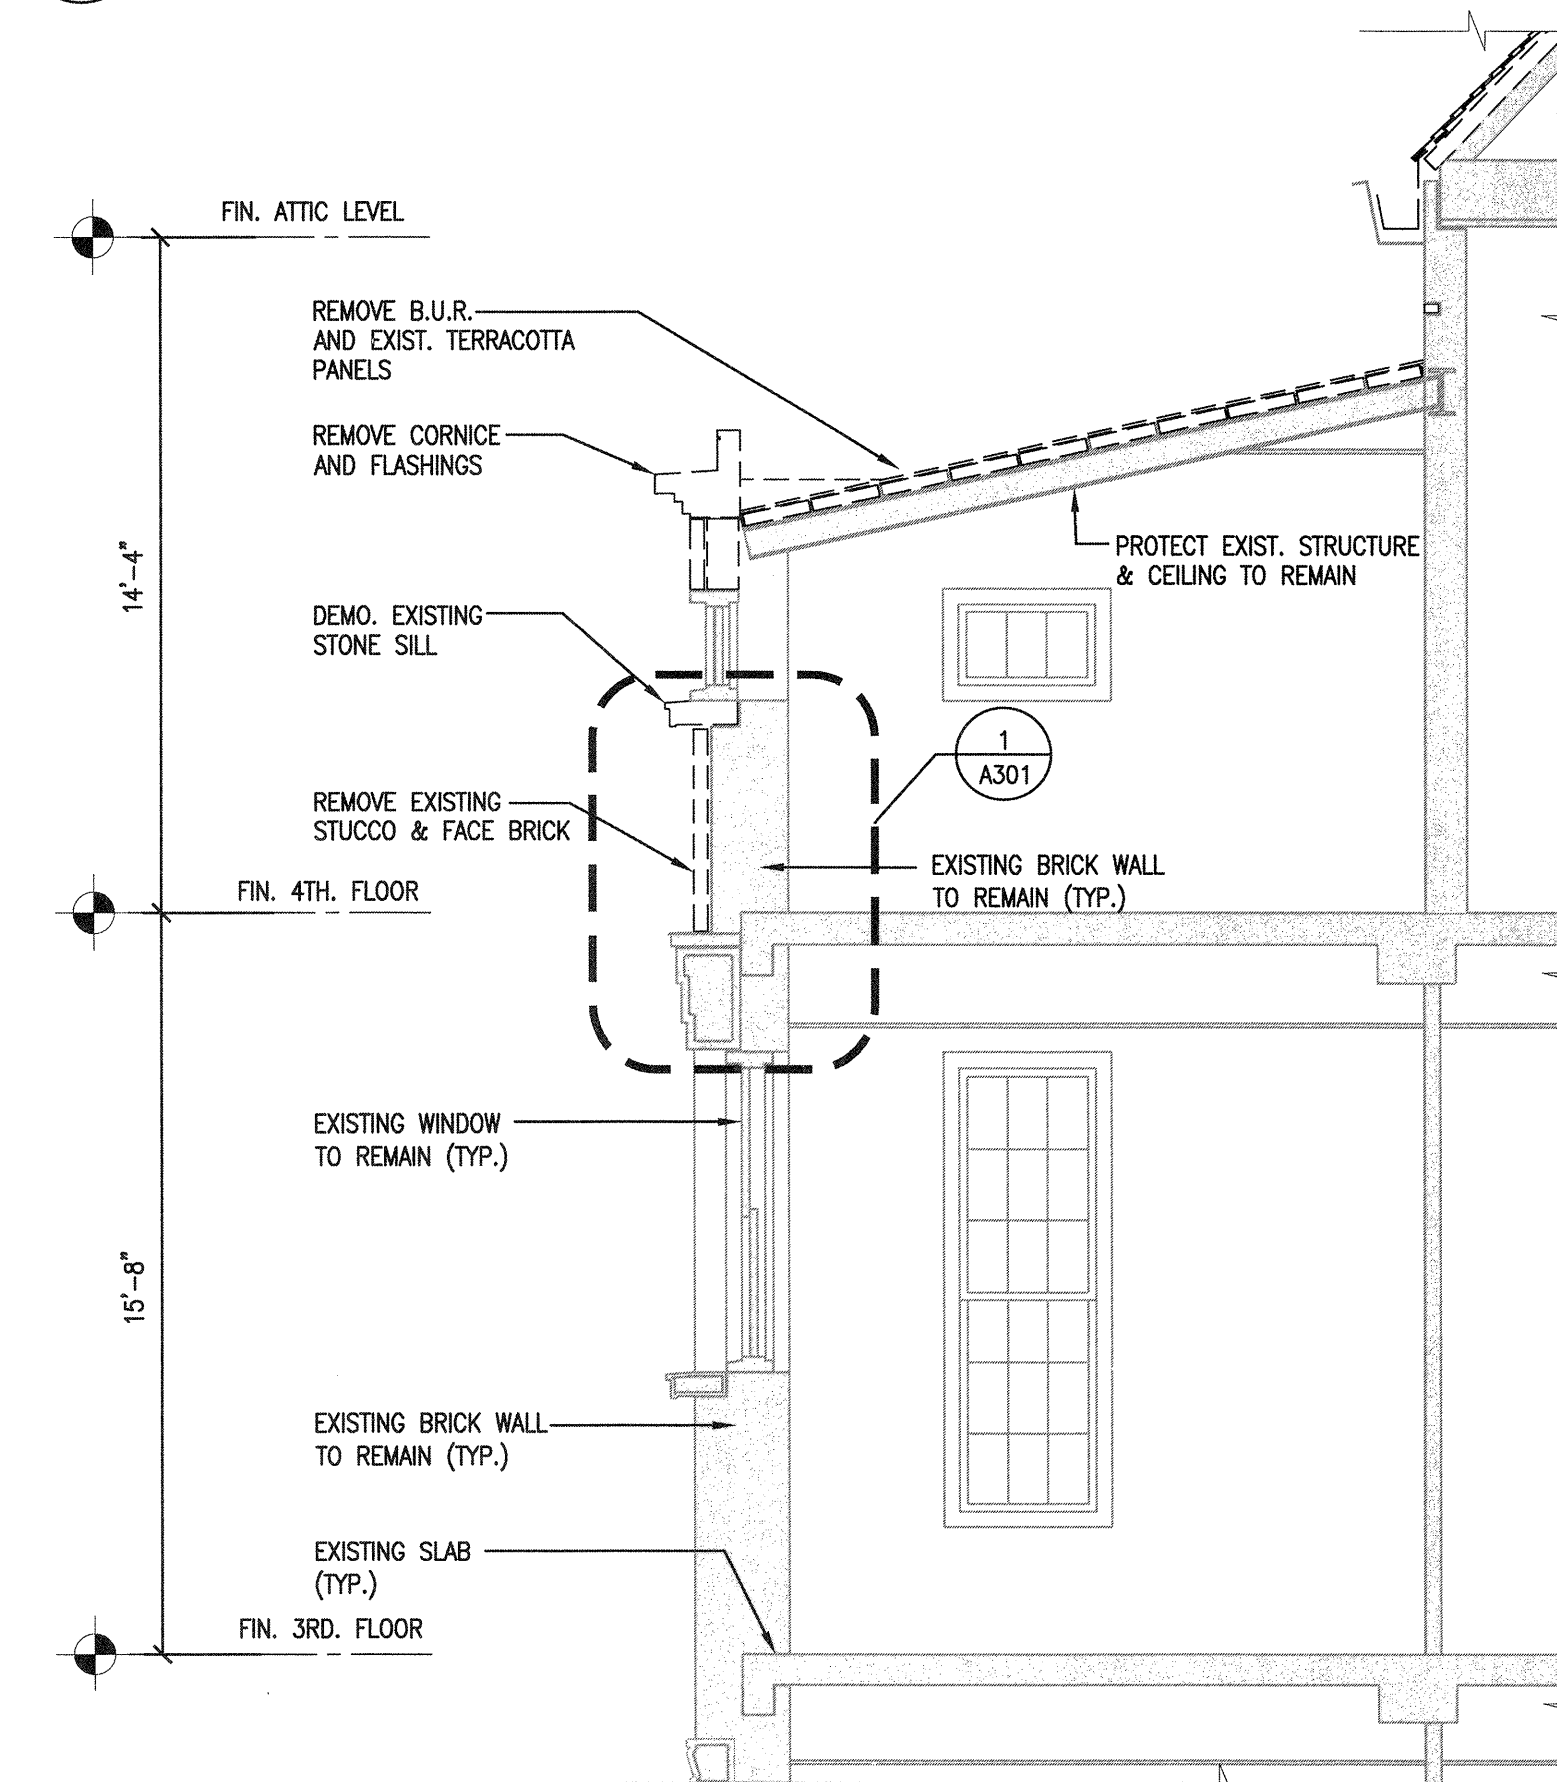 FIN. ATTIC LEVEL
REMOVE B.U.R.
AND EXIST. TERRACOTTA
PANELS
REMOVE CORNICE
AND FLASHINGS
14'-4"
PROTECT EXIST. STRUCTURE
& CEILING TO REMAIN
DEMO. EXISTING
STONE SILL
1
A301
REMOVE EXISTING
STUCCO & FACE BRICK
EXISTING BRICK WALL
TO REMAIN (TYP.)
FIN. 4TH. FLOOR
EXISTING WINDOW
TO REMAIN (TYP.)
15'-8"
EXISTING BRICK WALL
TO REMAIN (TYP.)
EXISTING SLAB
(TYP.)
FIN. 3RD. FLOOR